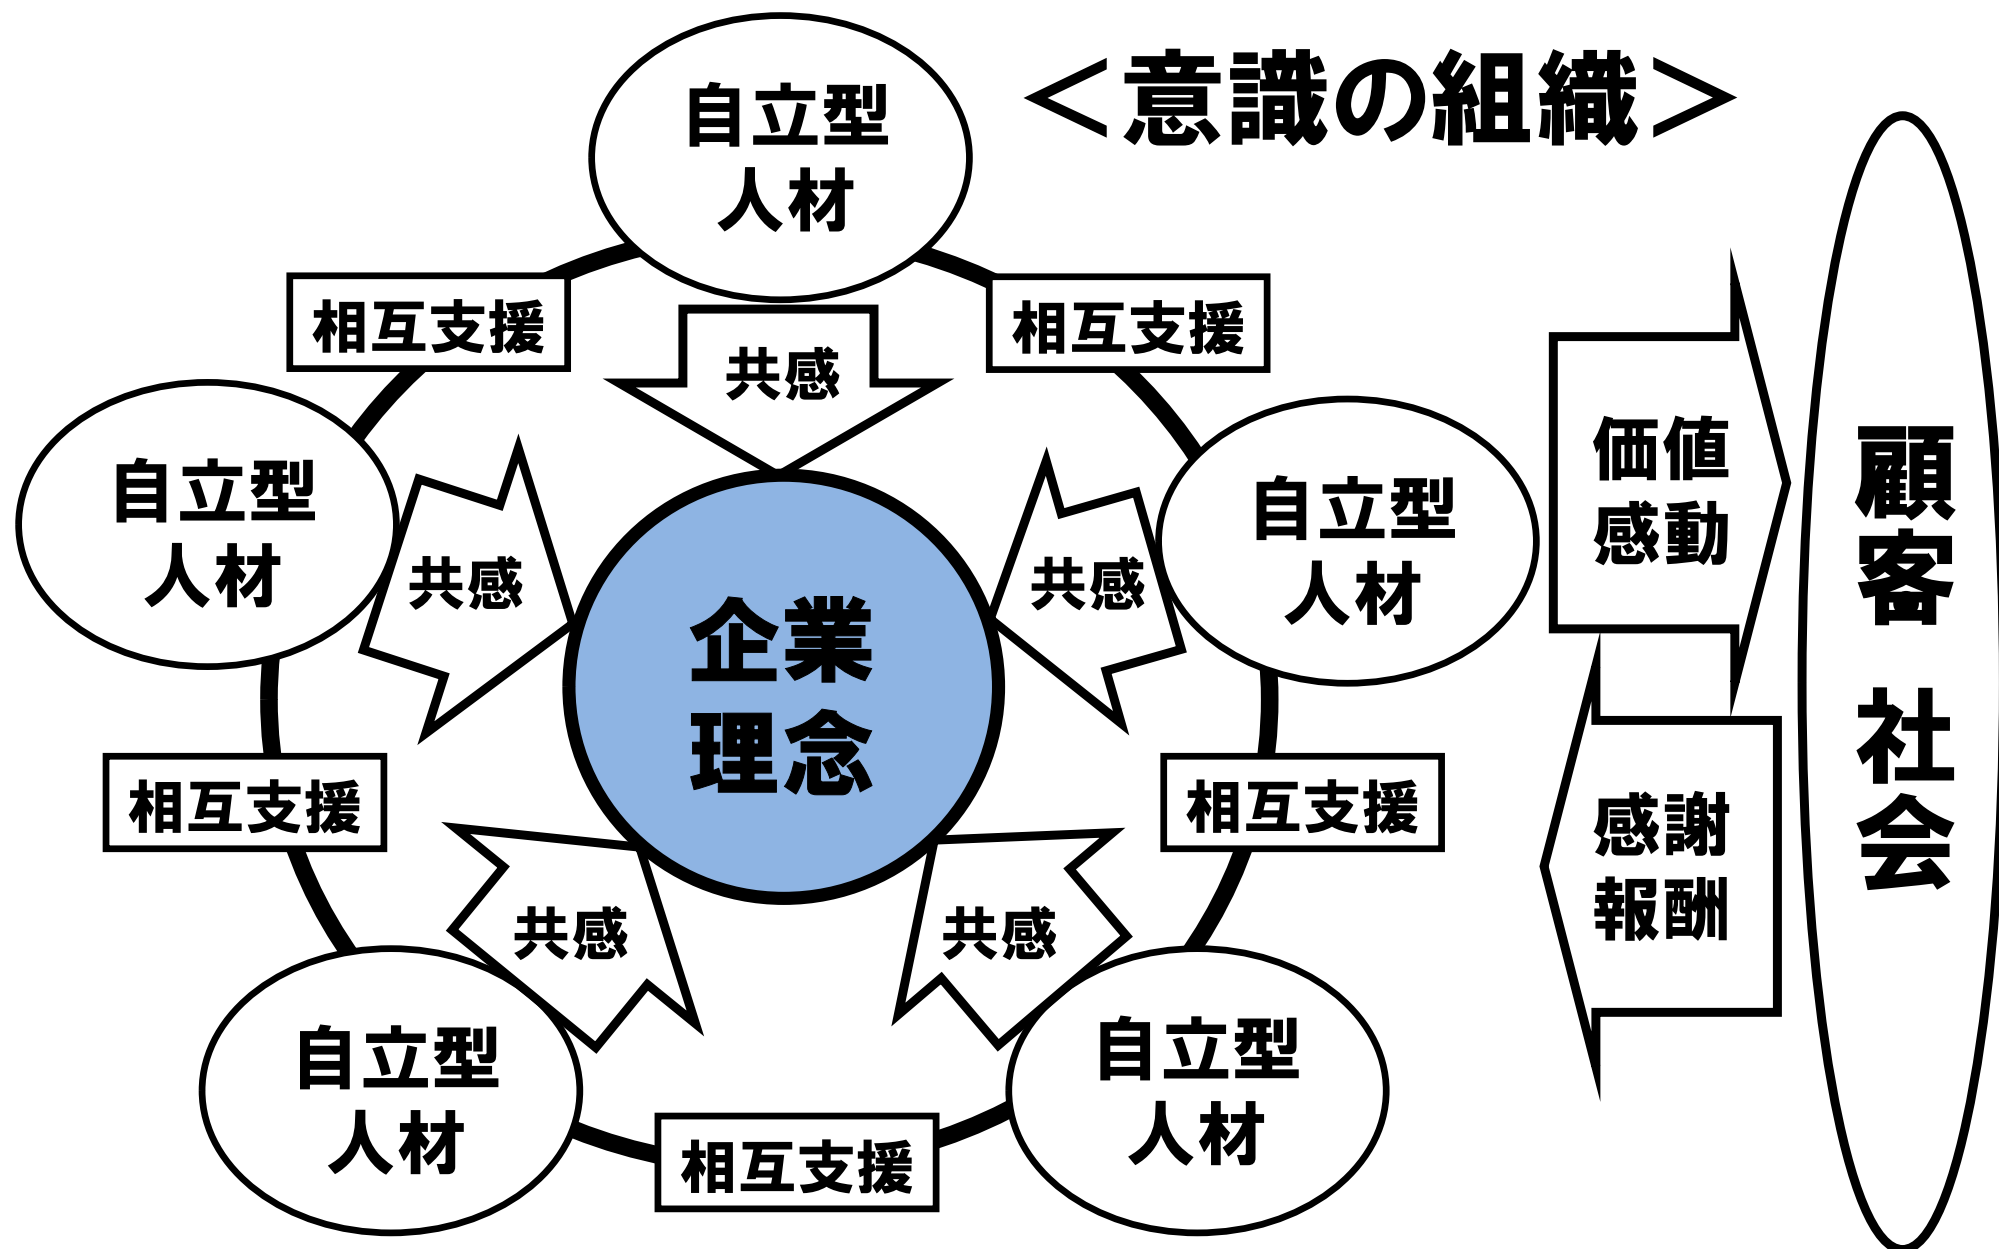 ＜意識の組織＞
自立型
人材
相互支援
相互支援
共感
自立型
人材
共感
共感
自立型
人材
企業
理念
相互支援
相互支援
共感
共感
自立型
人材
自立型
人材
相互支援
価値
感動
感謝
報酬
顧客 社会